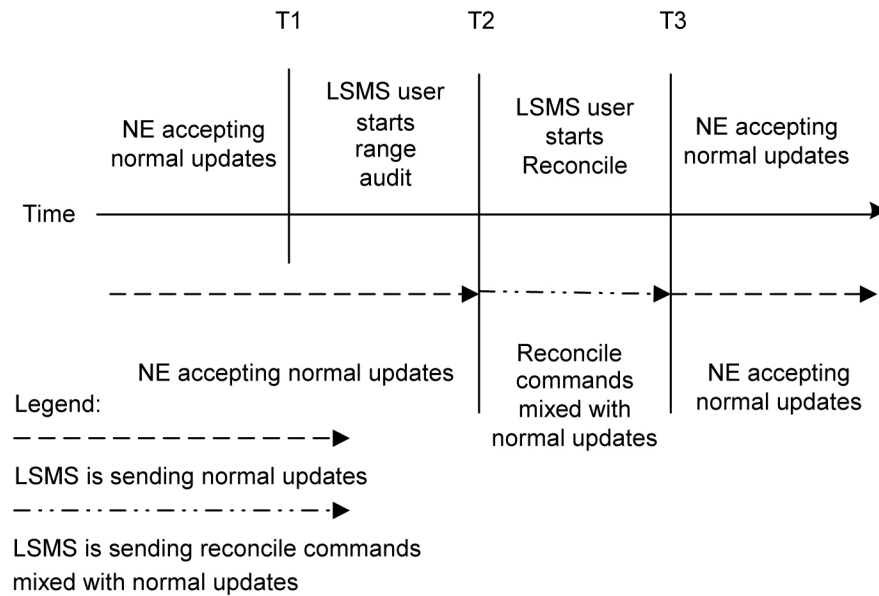 T1
T2
T3
NE accepting
normal updates
LSMS user
starts
range
audit
LSMS user
starts
Reconcile
NE accepting
normal updates
Time
NE accepting normal updates
Reconcile
commands
mixed with
normal updates
NE accepting
normal updates
Legend:
LSMS is sending normal updates
LSMS is sending reconcile commands
mixed with normal updates